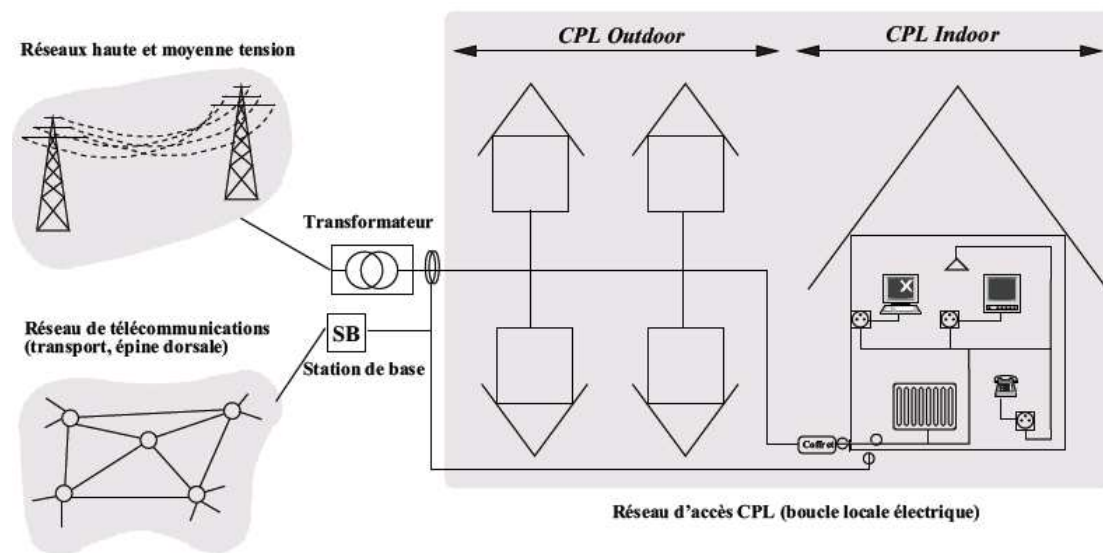 CPL Outdoor
CPL Indoor
Réseaux haute et moyenne tension
Transformateur
Réseau de télécommunications
(transport, épine dorsale)
SB
Station de base
Coffret
Réseau d'accès CPL (boucle locale électrique)